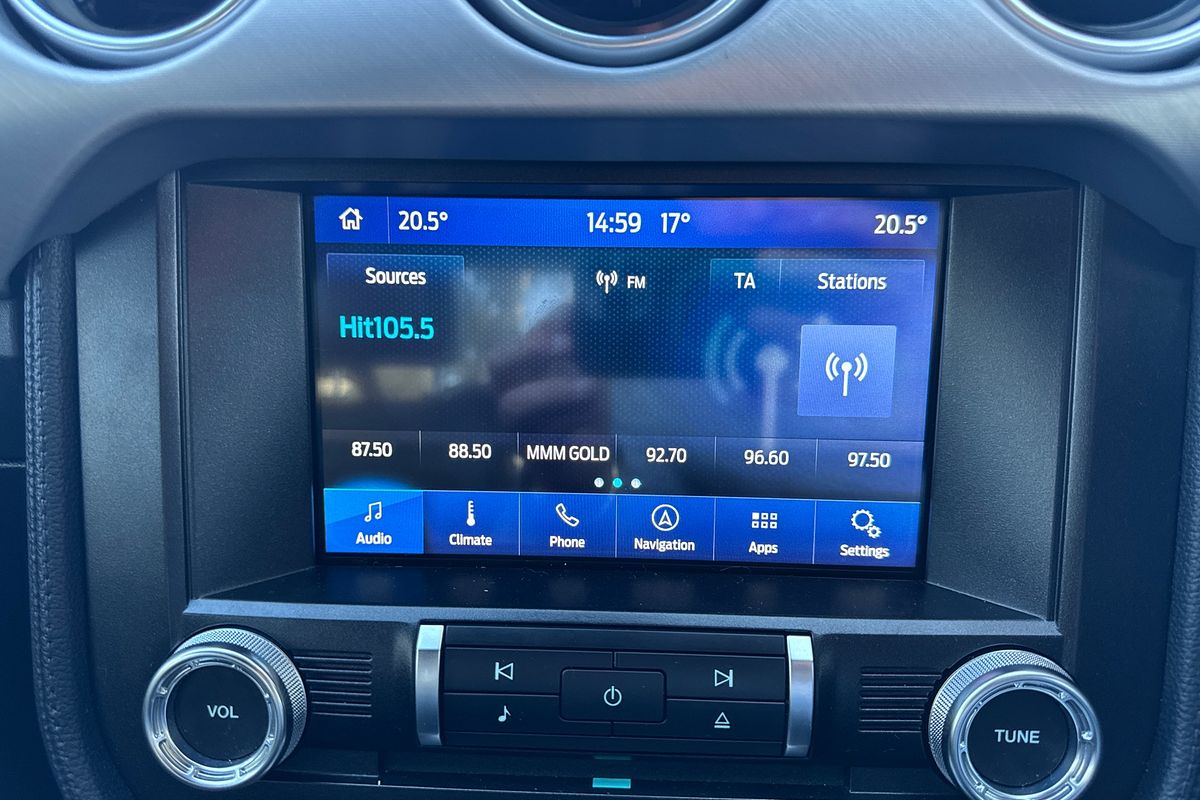 20.5° 14:59 17° 20.5°
Sources FM TA Stations
Hit105.5
87.50 88.50 MMM GOLD 92.70 96.60 97.50
Audio Climate Phone Navigation Apps Settings
VOL TUNE